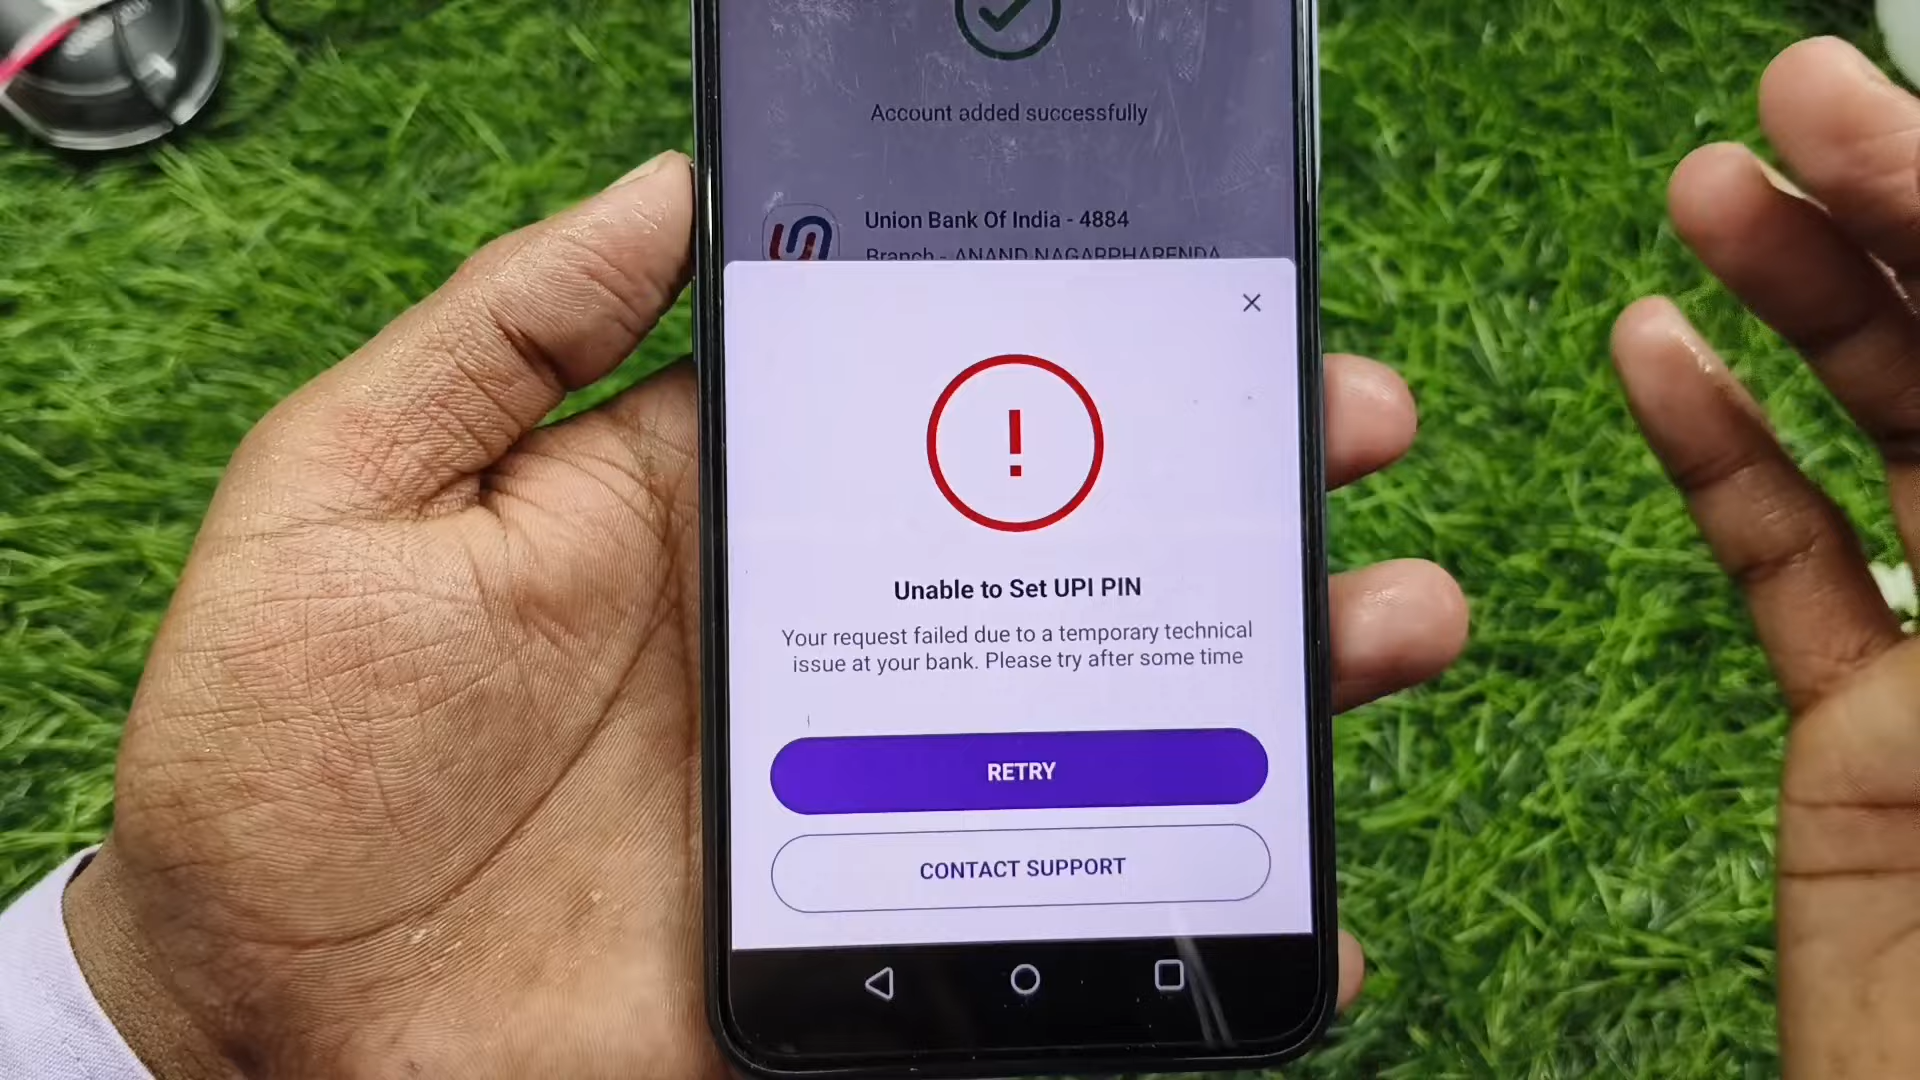 Account added successfully
Union Bank Of India - 4884
Branch - ANAND NAGARPHARENDA
Unable to Set UPI PIN
Your request failed due to a temporary technical
issue at your bank. Please try after some time
RETRY
CONTACT SUPPORT